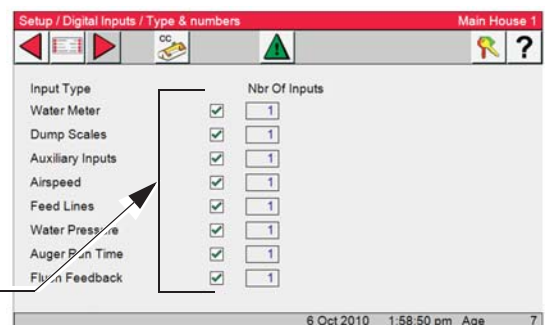 Setup / Digital Inputs / Type & numbers Main House 1
CC
?
Input Type Nbr Of Inputs
Water Meter 1
Dump Scales 1
Auxiliary Inputs 1
Airspeed 1
Feed Lines 1
Water Pressure 1
Auger Run Time 1
Flush Feedback 1
6 Oct 2010 1:58:50 pm Age 7